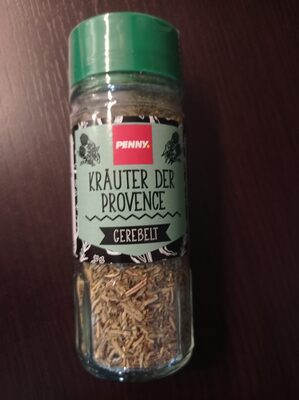 PENNY.
KRÄUTER DER
PROVENCE
GEREBELT